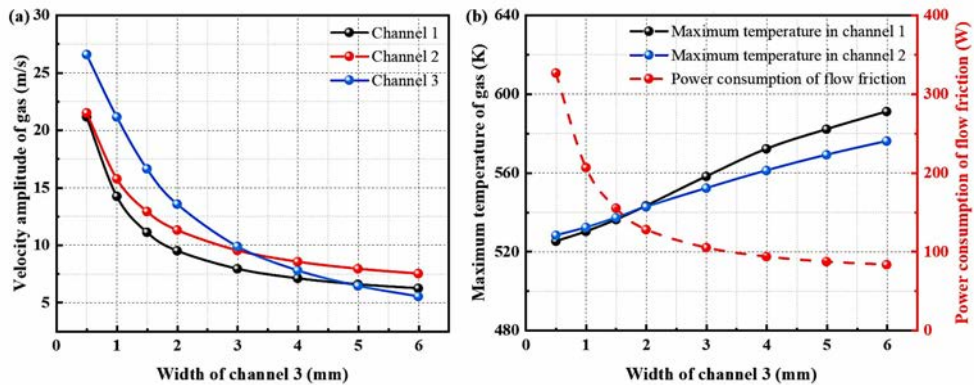 (a)
30
25
20
15
10
5
0
1
2
3
4
5
6
Velocity amplitude of gas (m/s)
Width of channel 3 (mm)
Channel 1
Channel 2
Channel 3
(b)
640
600
560
520
480
0
1
2
3
4
5
6
400
300
200
100
0
Maximum temperature of gas (K)
Width of channel 3 (mm)
Power consumption of flow friction (W)
Maximum temperature in channel 1
Maximum temperature in channel 2
Power consumption of flow friction